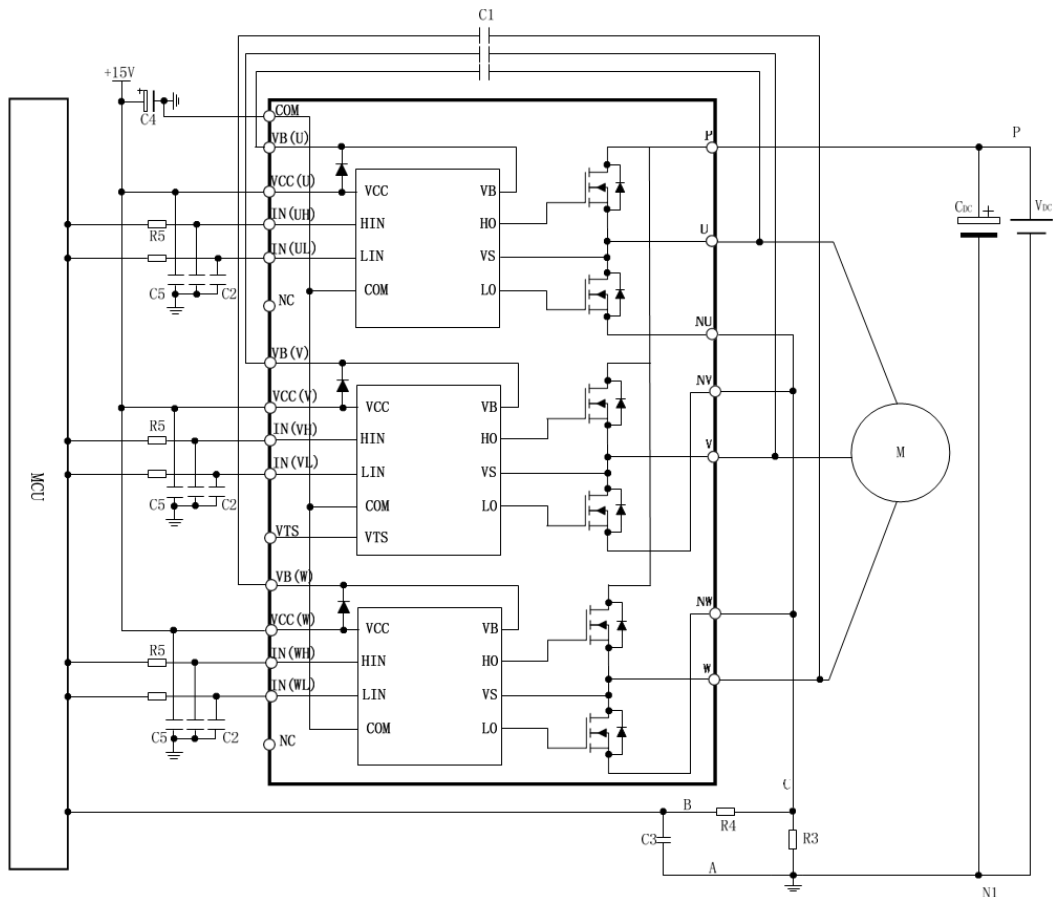 C1
+15V
+
C4
COM
P
P
VB(U)
VCC(U)
VCC
VB
CDC
+
VDC
IN(UH)
HIN
HO
R5
U
IN(UL)
LIN
VS
C5
C2
NC
COM
LO
NU
VB(V)
NV
VCC(V)
VCC
VB
R5
IN(VH)
HIN
HO
V
M
IN(VL)
LIN
VS
MCU
C5
C2
COM
LO
VTS
VTS
VB(W)
NW
VCC(W)
VCC
VB
R5
IN(WH)
HIN
HO
W
IN(WL)
LIN
VS
C5
C2
NC
COM
LO
C
B
R4
C3
R3
A
N1